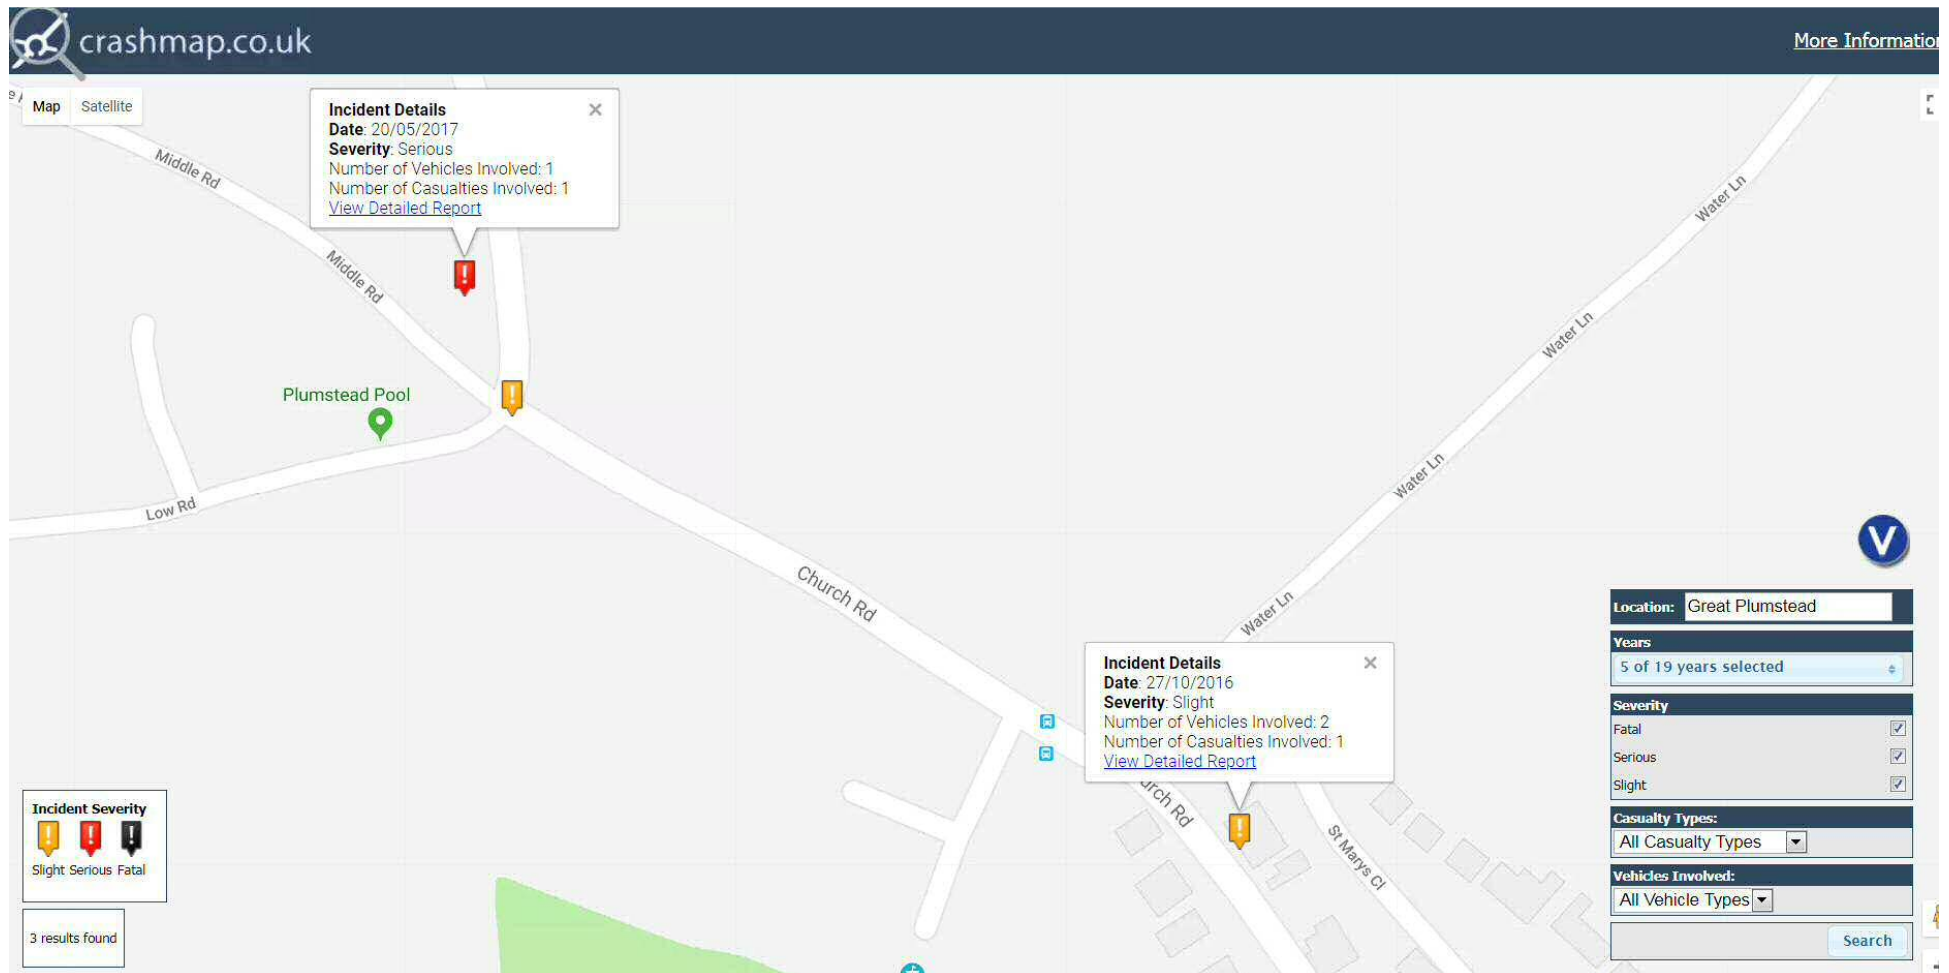 crashmap.co.uk
More Information
Map
Satellite
Incident Details
Date: 20/05/2017
Severity: Serious
Number of Vehicles Involved: 1
Number of Casualties Involved: 1
View Detailed Report
Middle Rd
Middle Rd
Water Ln
Water Ln
Water Ln
Water Ln
Plumstead Pool
Low Rd
Church Rd
Incident Details
Date: 27/10/2016
Severity: Slight
Number of Vehicles Involved: 2
Number of Casualties Involved: 1
View Detailed Report
urch Rd
St Marys Cl
V
Location: Great Plumstead
Years
5 of 19 years selected
Severity
Fatal
Serious
Slight
Casualty Types:
All Casualty Types
Vehicles Involved:
All Vehicle Types
Search
Incident Severity
Slight Serious Fatal
3 results found